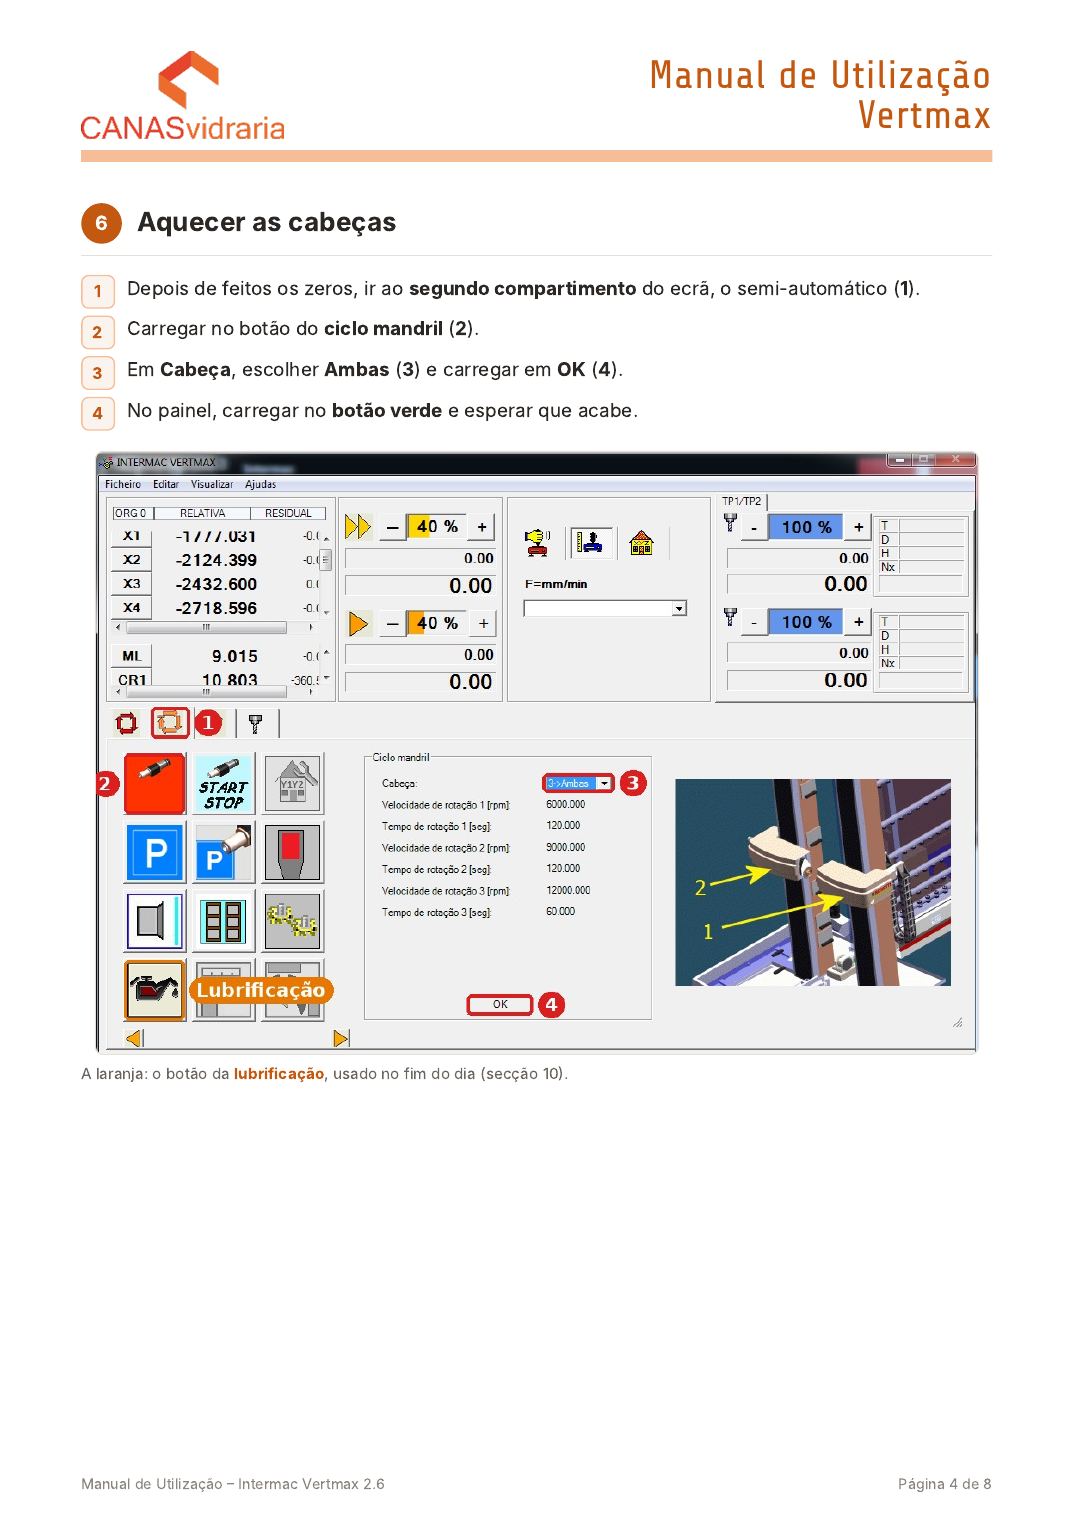 CANASvidraria
Manual de Utilização
Vertmax
6 Aquecer as cabeças
1 Depois de feitos os zeros, ir ao segundo compartimento do ecrã, o semi-automático (1).
2 Carregar no botão do ciclo mandril (2).
3 Em Cabeça, escolher Ambas (3) e carregar em OK (4).
4 No painel, carregar no botão verde e esperar que acabe.
INTERMAC VERTMAX
Ficheiro Editar Visualizar Ajudas
ORG 0 RELATIVA RESIDUAL
X1 -1777.031 -0.(
X2 -2124.399 -0.(
X3 -2432.600 0.(
X4 -2718.596 -0.(
ML 9.015 -0.(
CR1 10.803 -360.5
- 40 % +
0.00
0.00
- 40 % +
0.00
0.00
F=mm/min
TP1/TP2
- 100 % +
0.00
0.00
T
D
H
Nx
- 100 % +
0.00
0.00
T
D
H
Nx
1
2
START
STOP
Y1Y2
P
P
Lubrificação
Ciclo mandril
Cabeça: 3->Ambas 3
Velocidade de rotação 1 [rpm]: 6000.000
Tempo de rotação 1 [seg]: 120.000
Velocidade de rotação 2 [rpm]: 9000.000
Tempo de rotação 2 [seg]: 120.000
Velocidade de rotação 3 [rpm]: 12000.000
Tempo de rotação 3 [seg]: 60.000
OK 4
2
1
A laranja: o botão da lubrificação, usado no fim do dia (secção 10).
Manual de Utilização – Intermac Vertmax 2.6
Página 4 de 8